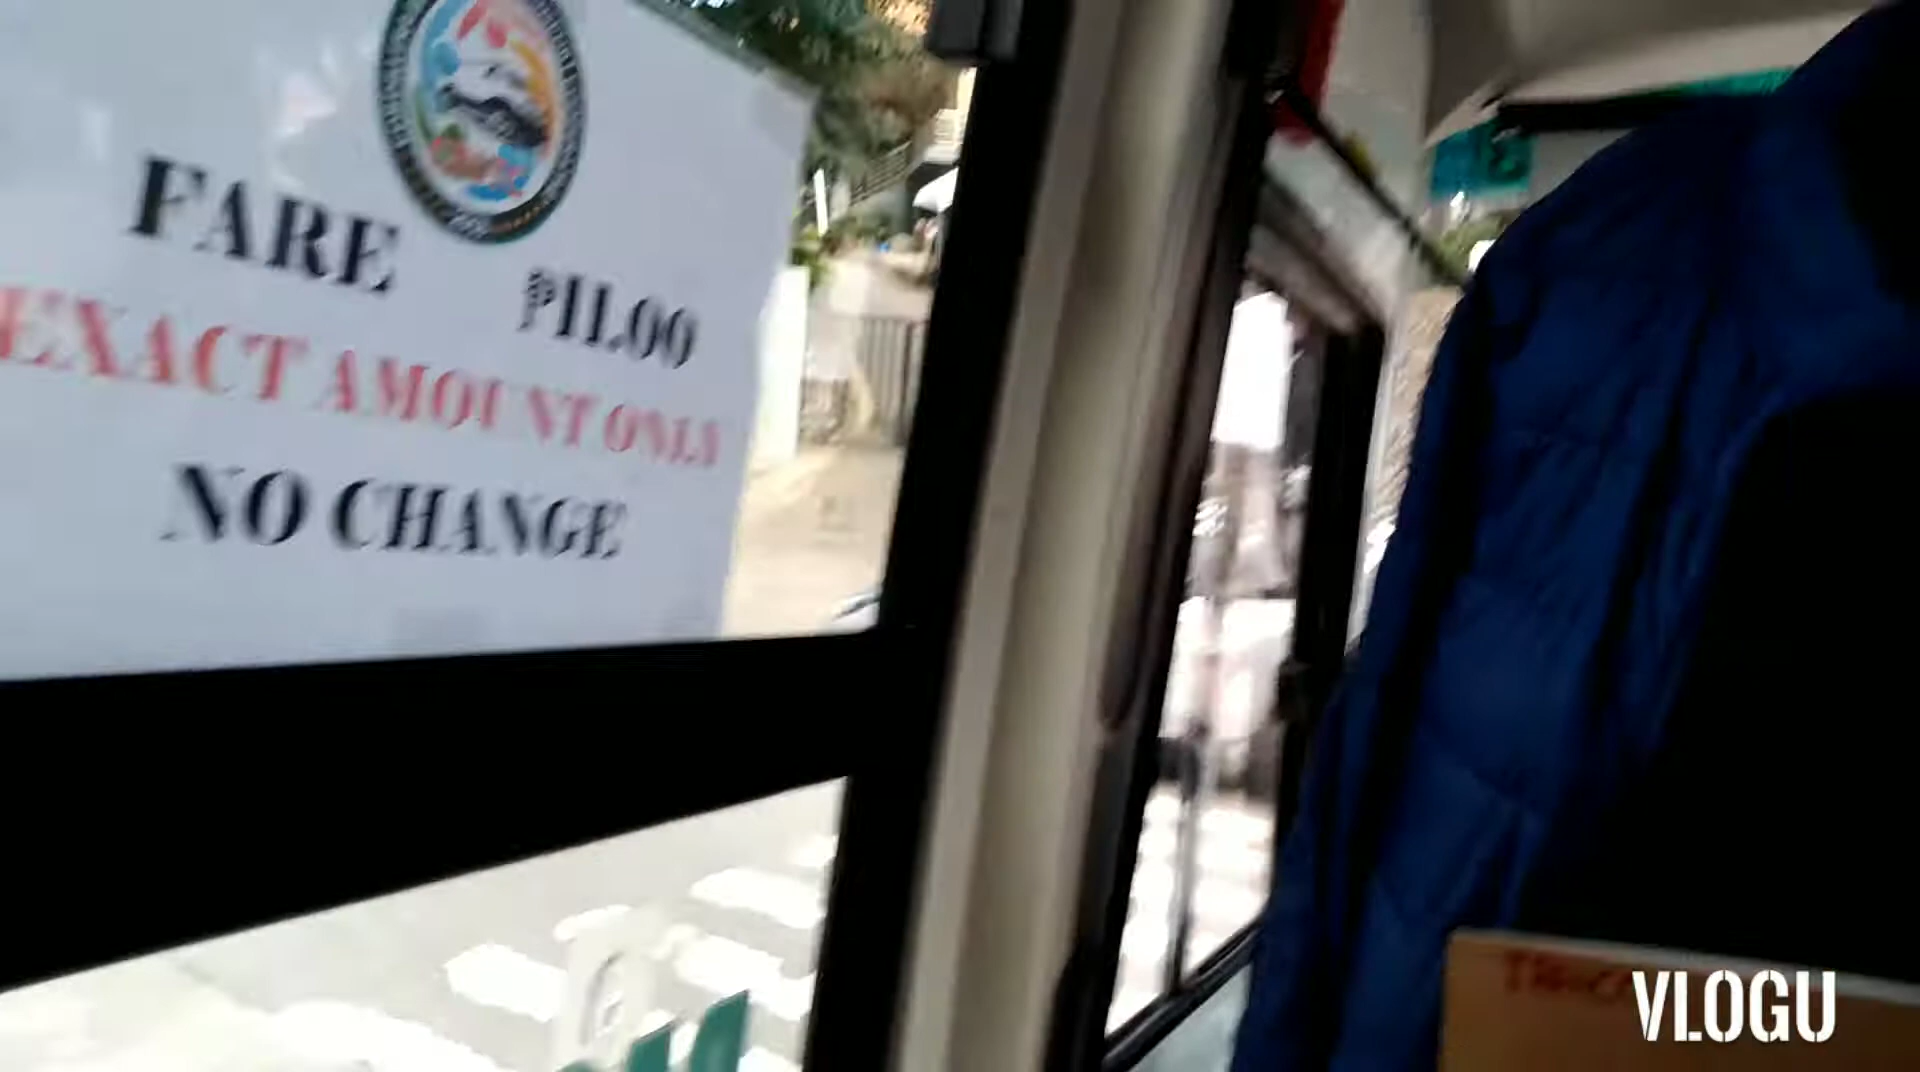 FARE
₱11.00
EXACT AMOUNT ONLY
NO CHANGE
VLOGU